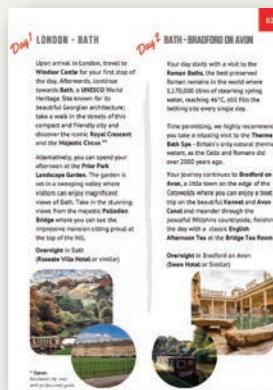 02
Day 1 LONDON - BATH
Upon arrival in London, travel to
Windsor Castle for your first stop of
the day. Afterwards, continue
towards Bath, a UNESCO World
Heritage Site known for its
beautiful Georgian architecture;
take a walk in the streets of this
compact and friendly city and
discover the iconic Royal Crescent
and the Majestic Circus **
Alternatively, you can spend your
afternoon at the Prior Park
Landscape Garden. The garden is
set in a sweeping valley where
visitors can enjoy magnificent
views of Bath. Take in the stunning
views from the majestic Palladian
Bridge where you can see the
impressive mansion sitting proud at
the top of the hill.
Overnight in Bath
(Roseate Villa Hotel or similar)
Day 2 BATH - BRADFORD ON AVON
Your day starts with a visit to the
Roman Baths, the best-preserved
Roman remains in the world where
1,170,000 litres of steaming spring
water, reaching 46°C, still fills the
bathing site every single day.
Time permitting, we highly recommend
you take a relaxing visit to the Thermae
Bath Spa - Britain's only natural thermal
waters, as the Celts and Romans did
over 2000 years ago.
Your journey continues to Bradford on
Avon, a little town on the edge of the
Cotswolds where you can enjoy a boat
trip on the beautiful Kennet and Avon
Canal and meander through the
peaceful Wiltshire countryside, finishing
the day with a classic English
Afternoon Tea at the Bridge Tea Rooms
Overnight in Bradford on Avon
(Swan Hotel or Similar)